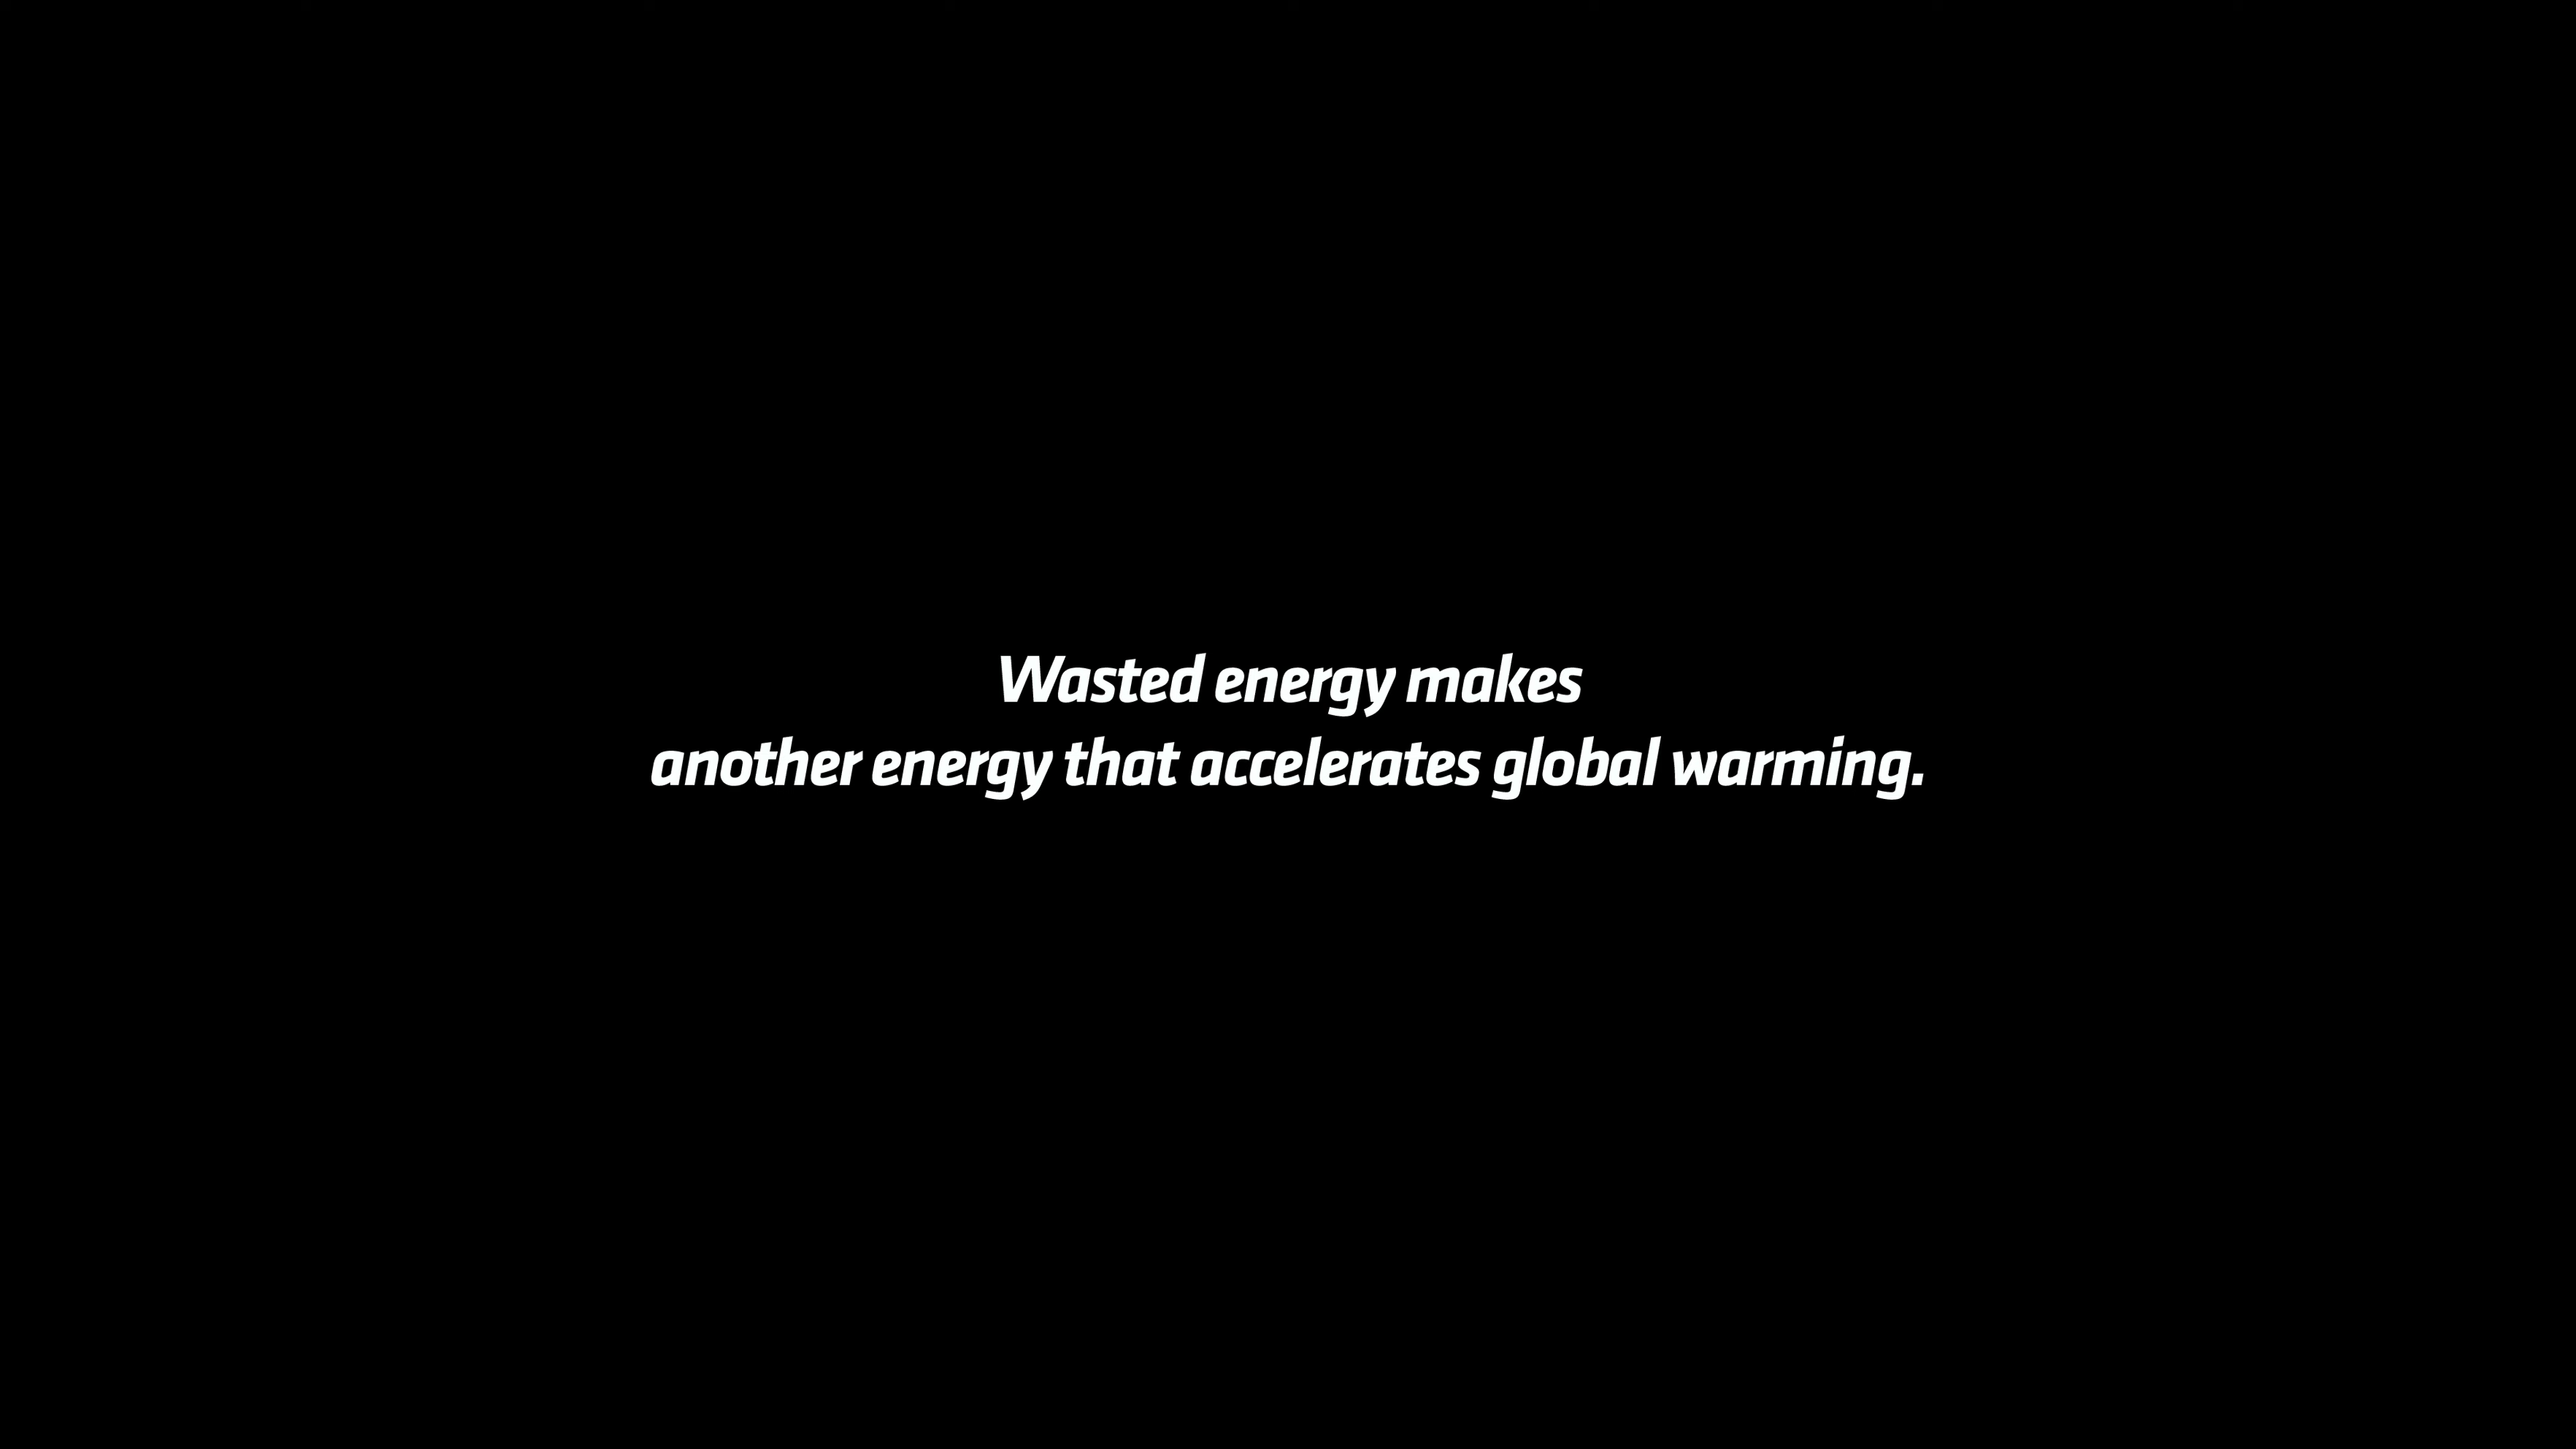 Wasted energy makes
another energy that accelerates global warming.